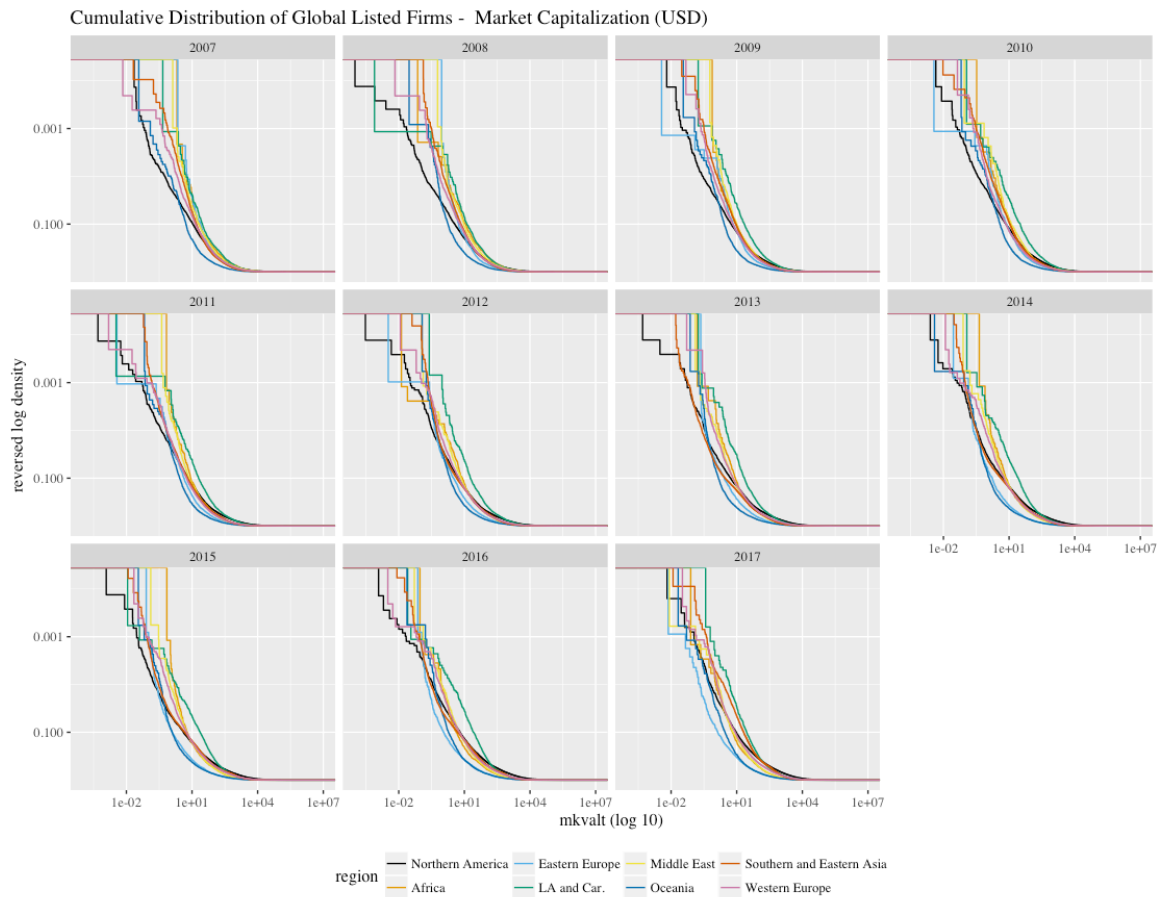 Cumulative Distribution of Global Listed Firms - Market Capitalization (USD)
2007 2008 2009 2010
0.001
0.100
2011 2012 2013 2014
0.001
0.100
1e-02 1e+01 1e+04 1e+07
2015 2016 2017
0.001
0.100
1e-02 1e+01 1e+04 1e+07 1e-02 1e+01 1e+04 1e+07 1e-02 1e+01 1e+04 1e+07
reversed log density
mkvalt (log 10)
region
Northern America Eastern Europe Middle East Southern and Eastern Asia
Africa LA and Car. Oceania Western Europe